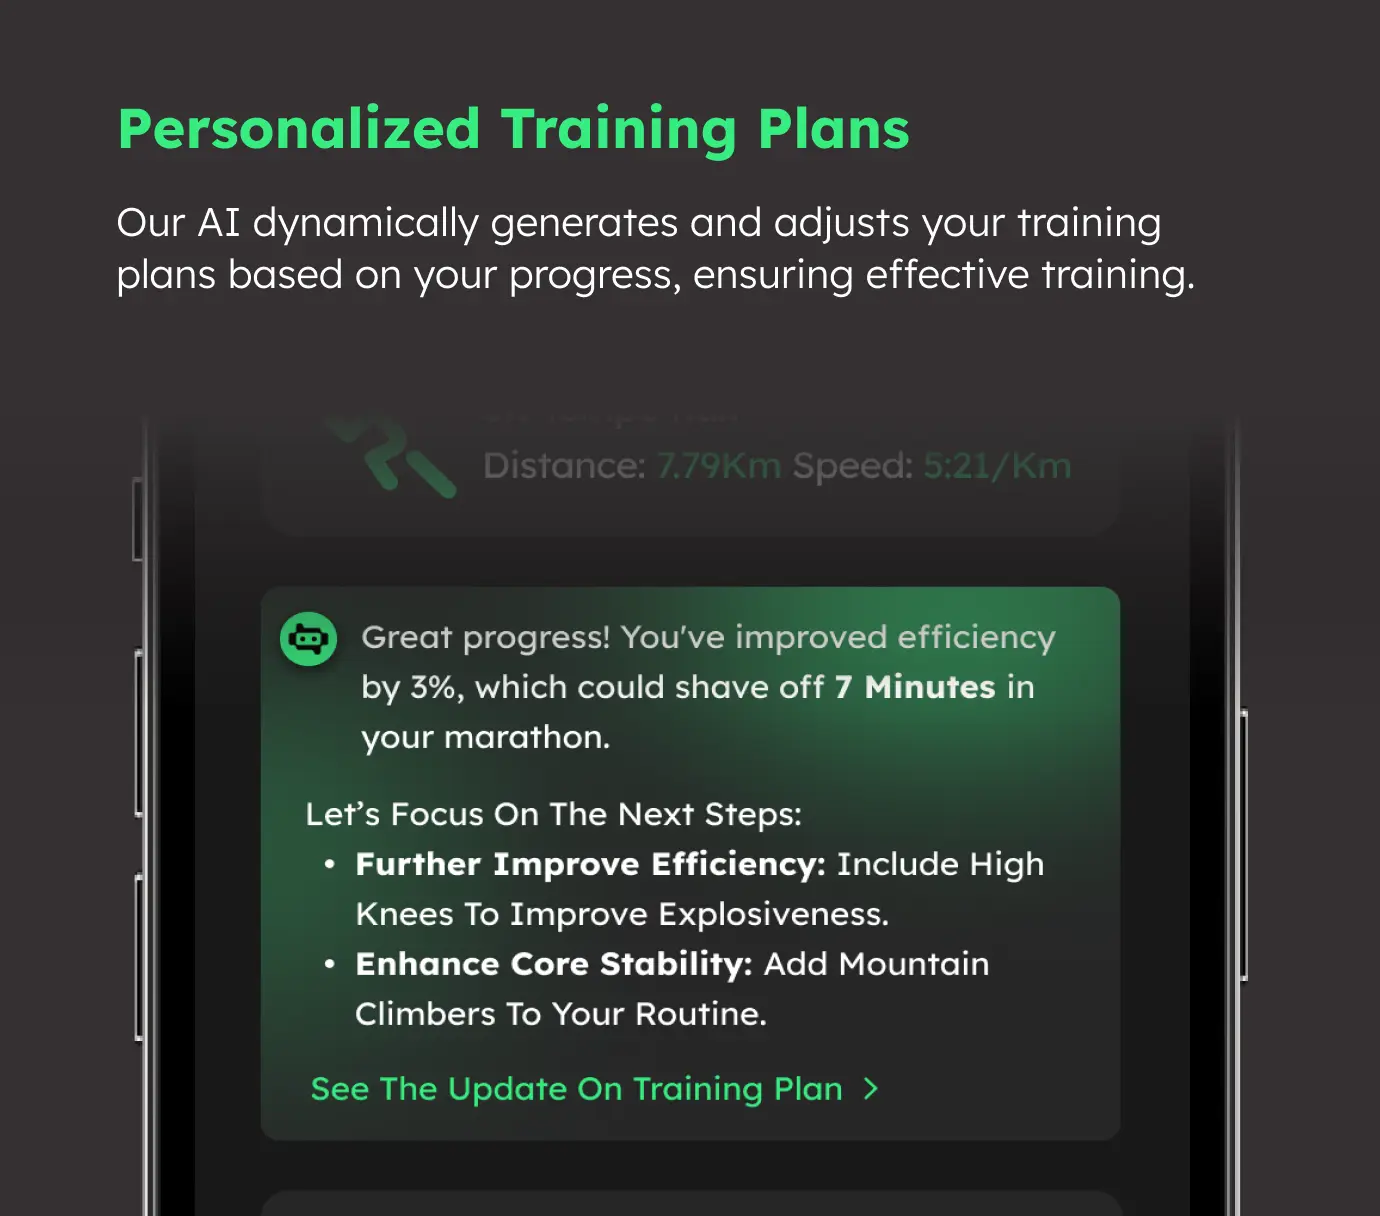 Personalized Training Plans
Our AI dynamically generates and adjusts your training
plans based on your progress, ensuring effective training.
Distance: 7.79Km Speed: 5:21/Km
Great progress! You've improved efficiency
by 3%, which could shave off 7 Minutes in
your marathon.
Let’s Focus On The Next Steps:
• Further Improve Efficiency: Include High
Knees To Improve Explosiveness.
• Enhance Core Stability: Add Mountain
Climbers To Your Routine.
See The Update On Training Plan >